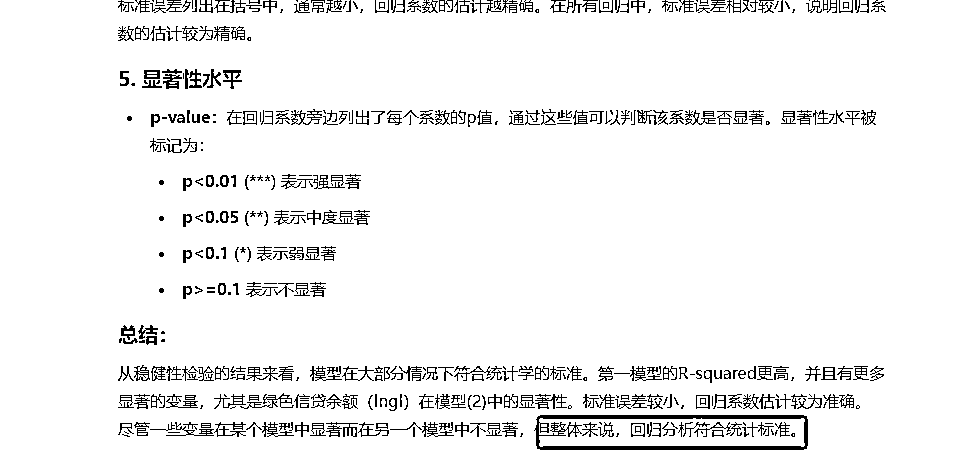 标准误差列出在括号中，通常越小，回归系数的估计越精确。在所有回归中，标准误差相对较小，说明回归系
数的估计较为精确。
5. 显著性水平
• p-value：在回归系数旁边列出了每个系数的p值，通过这些值可以判断该系数是否显著。显著性水平被
标记为：
• p<0.01 (***) 表示强显著
• p<0.05 (**) 表示中度显著
• p<0.1 (*) 表示弱显著
• p>=0.1 表示不显著
总结：
从稳健性检验的结果来看，模型在大部分情况下符合统计学的标准。第一模型的R-squared更高，并且有更多
显著的变量，尤其是绿色信贷余额（lngl）在模型(2)中的显著性。标准误差较小，回归系数估计较为准确。
尽管一些变量在某个模型中显著而在另一个模型中不显著，但整体来说，回归分析符合统计标准。